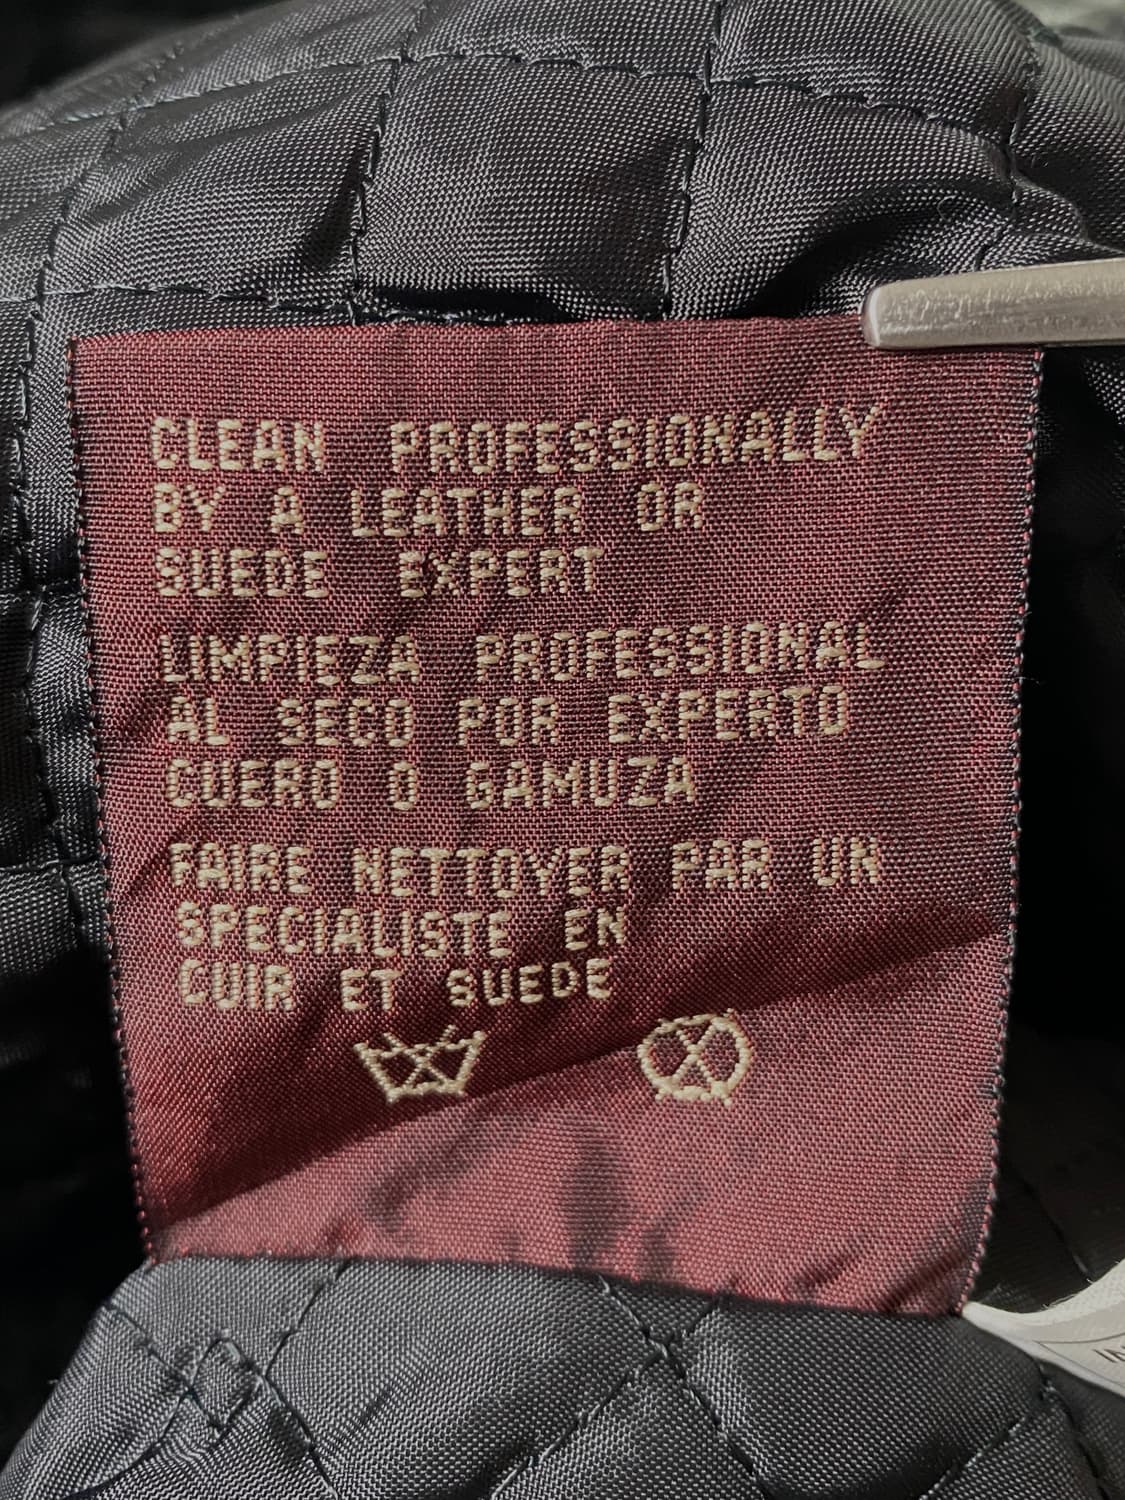 CLEAN PROFESSIONALLY
BY A LEATHER OR
SUEDE EXPERT
LIMPIEZA PROFESSIONAL
AL SECO POR EXPERTO
CUERO O GAMUZA
FAIRE NETTOYER PAR UN
SPECIALISTE EN
CUIR ET SUEDE